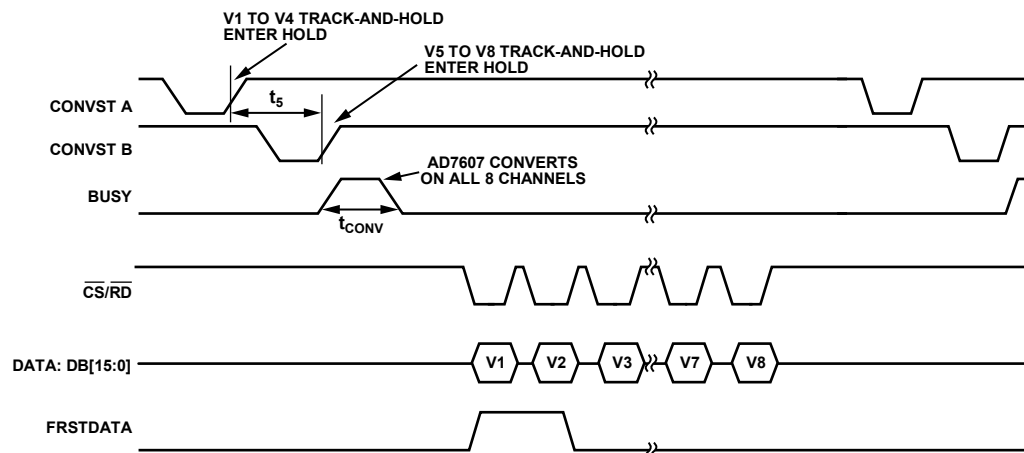 V1 TO V4 TRACK-AND-HOLD
ENTER HOLD
V5 TO V8 TRACK-AND-HOLD
ENTER HOLD
CONVST A
t5
CONVST B
AD7607 CONVERTS
ON ALL 8 CHANNELS
BUSY
tCONV
CS/RD
DATA: DB[15:0]
V1
V2
V3
V7
V8
FRSTDATA